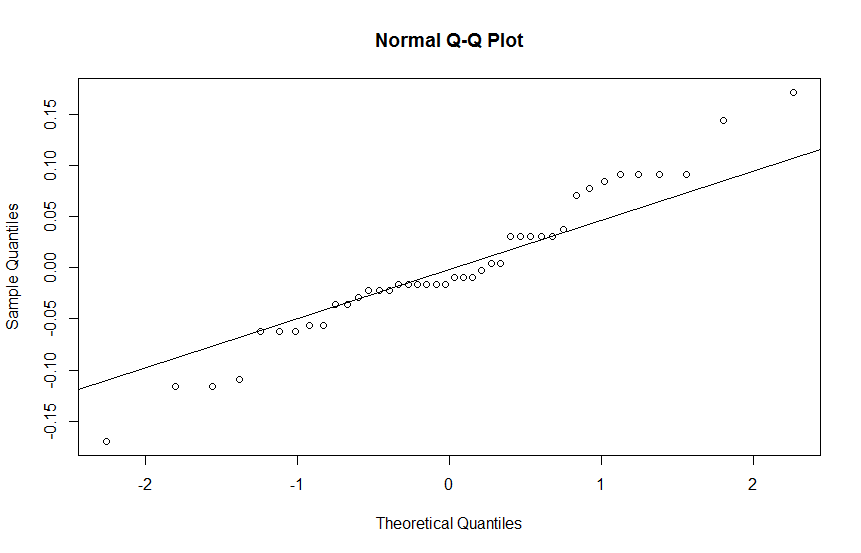 Normal Q-Q Plot
Sample Quantiles
0.15
0.10
0.05
0.00
-0.05
-0.10
-0.15
-2 -1 0 1 2
Theoretical Quantiles